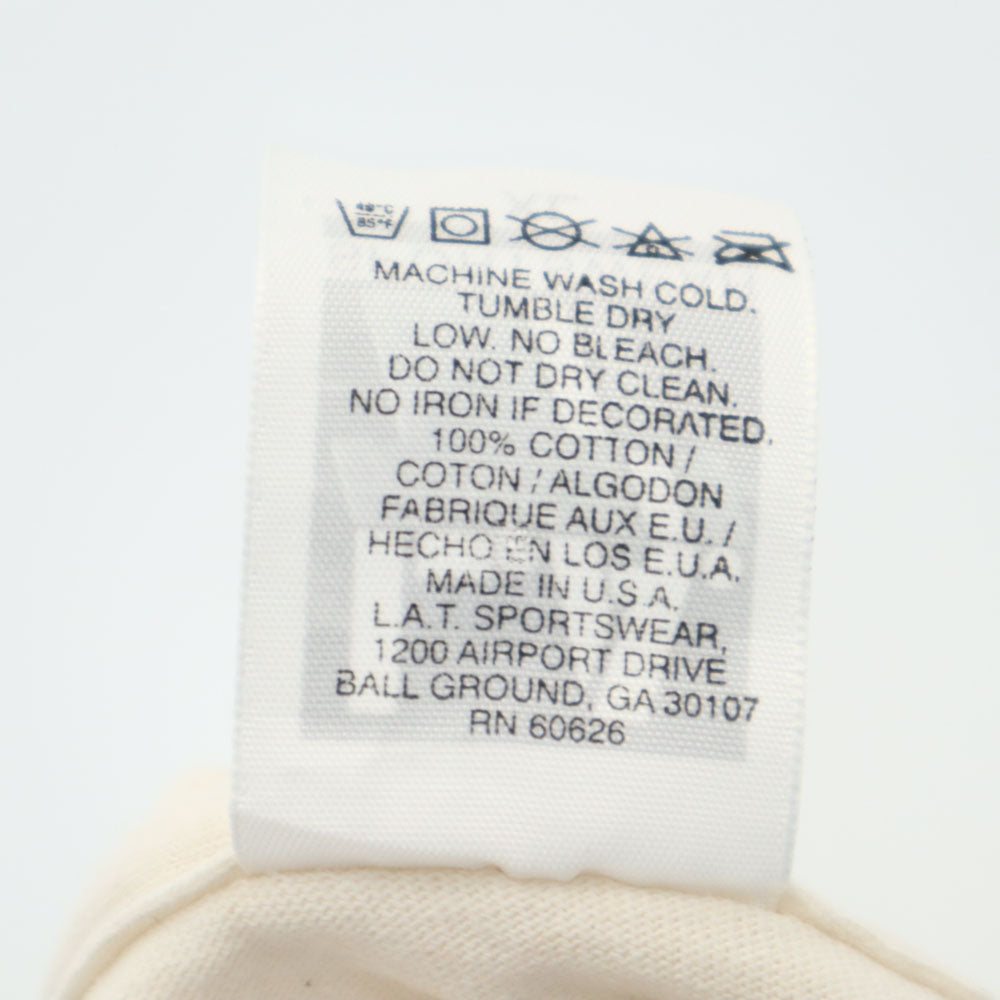 MACHINE WASH COLD.
TUMBLE DRY
LOW. NO BLEACH.
DO NOT DRY CLEAN.
NO IRON IF DECORATED.
100% COTTON /
COTON / ALGODON
FABRIQUE AUX E.U. /
HECHO EN LOS E.U.A.
MADE IN U.S.A.
L.A.T. SPORTSWEAR,
1200 AIRPORT DRIVE
BALL GROUND, GA 30107
RN 60626